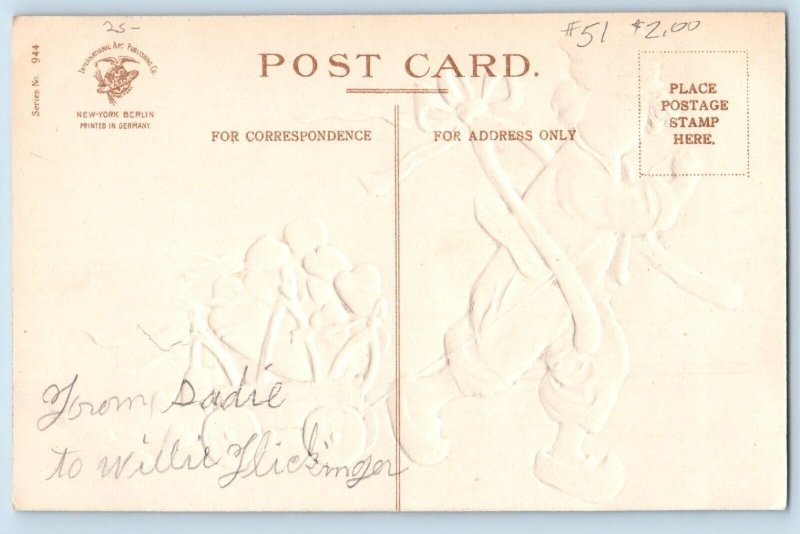 25-
#51 $2.00
Series No. 944
INTERNATIONAL ART PUBLISHING CO.
NEW-YORK BERLIN
PRINTED IN GERMANY
POST CARD.
FOR CORRESPONDENCE
FOR ADDRESS ONLY
PLACE
POSTAGE
STAMP
HERE.
From Sadie
to Willie Flickinger